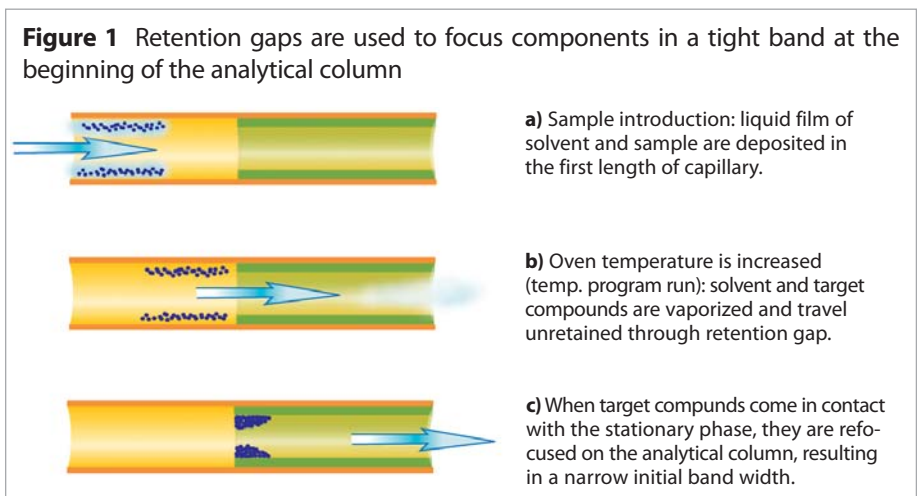 Figure 1 Retention gaps are used to focus components in a tight band at the
beginning of the analytical column
a) Sample introduction: liquid film of
solvent and sample are deposited in
the first length of capillary.
b) Oven temperature is increased
(temp. program run): solvent and target
compounds are vaporized and travel
unretained through retention gap.
c) When target compunds come in contact
with the stationary phase, they are refo-
cused on the analytical column, resulting
in a narrow initial band width.